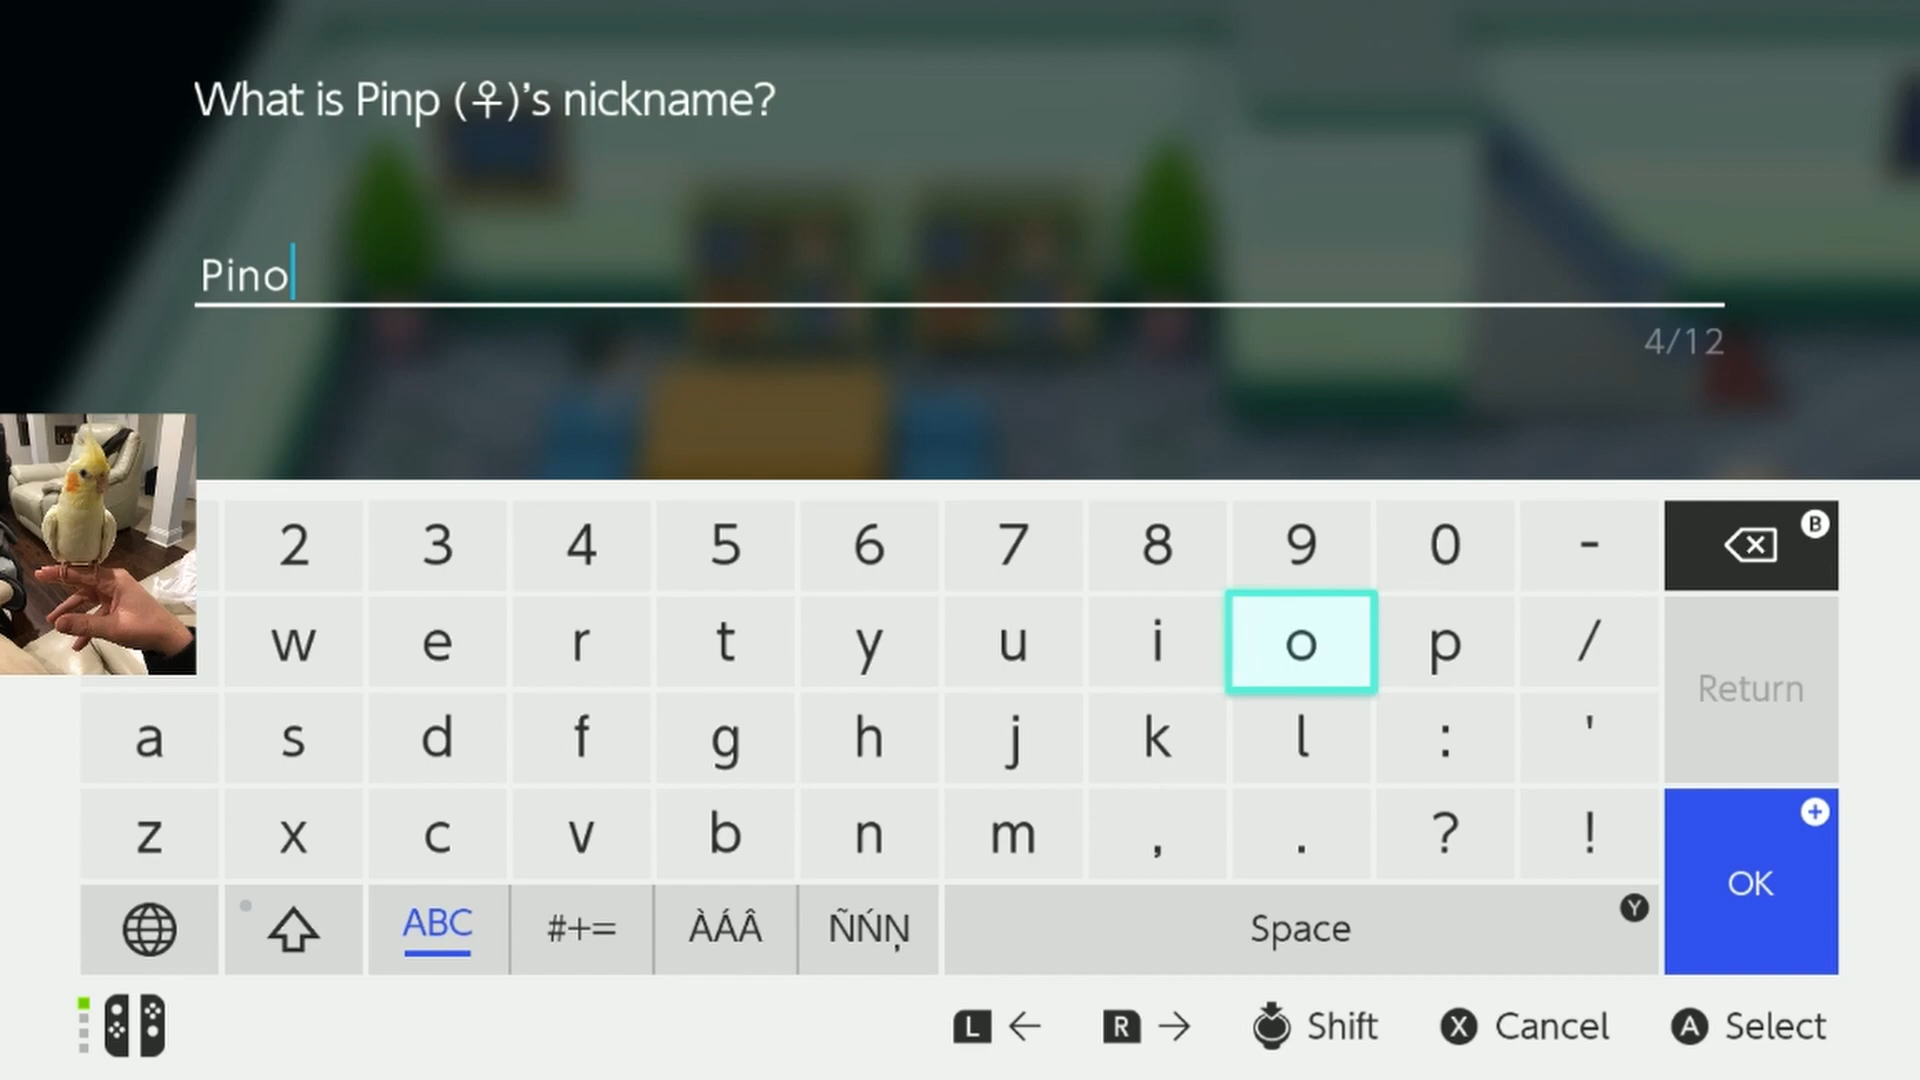 What is Pinp (♀)'s nickname?
Pino
4/12
2 3 4 5 6 7 8 9 0 - B
w e r t y u i o p /
Return
a s d f g h j k l : '
z x c v b n m , . ? ! +
OK
ABC #+= ÀÁÂ ÑŃŅ Space Y
L ← R → Shift X Cancel A Select